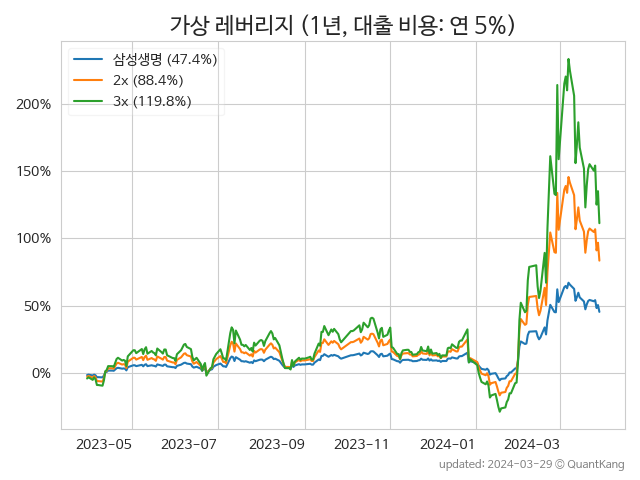 가상 레버리지 (1년, 대출 비용: 연 5%)
삼성생명 (47.4%)
2x (88.4%)
3x (119.8%)
200%
150%
100%
50%
0%
2023-05 2023-07 2023-09 2023-11 2024-01 2024-03
updated: 2024-03-29 © QuantKang